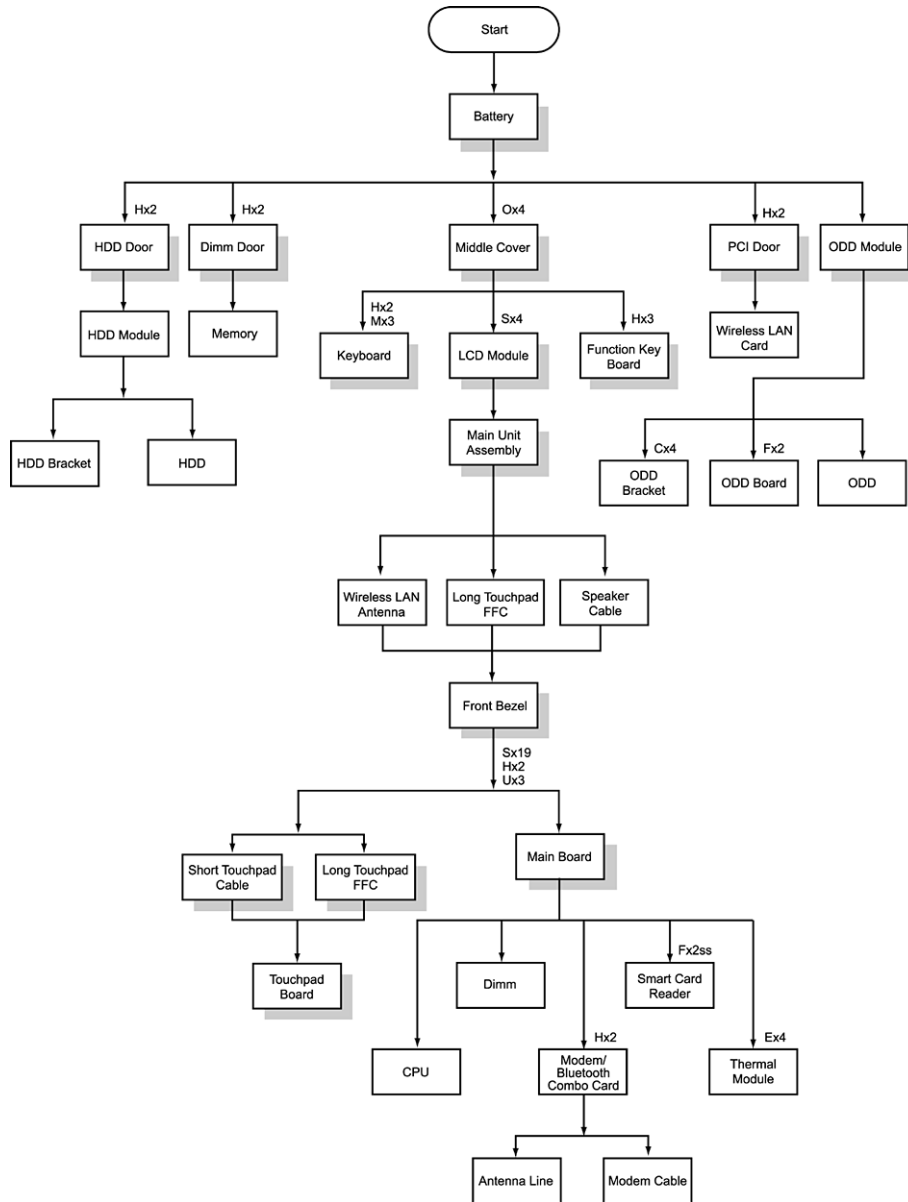 Start
Battery
Hx2
Hx2
Ox4
Hx2
HDD Door
Dimm Door
Middle Cover
PCI Door
ODD Module
Hx2
Mx3
Sx4
Hx3
HDD Module
Memory
Keyboard
LCD Module
Function Key
Board
Wireless LAN
Card
Main Unit
Assembly
HDD Bracket
HDD
Cx4
Fx2
ODD
Bracket
ODD Board
ODD
Wireless LAN
Antenna
Long Touchpad
FFC
Speaker
Cable
Front Bezel
Sx19
Hx2
Ux3
Short Touchpad
Cable
Long Touchpad
FFC
Main Board
Touchpad
Board
Dimm
Fx2ss
Smart Card
Reader
Hx2
Ex4
CPU
Modem/
Bluetooth
Combo Card
Thermal
Module
Antenna Line
Modem Cable